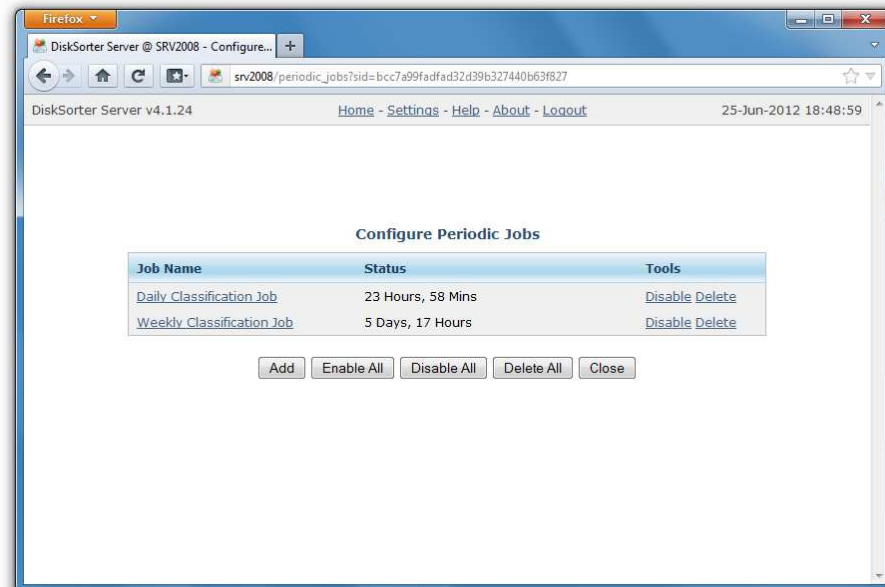 Firefox
DiskSorter Server @ SRV2008 - Configure...
srv2008/periodic_jobs?sid=bcc7a99fadfad32d39b327440b63f827
DiskSorter Server v4.1.24 Home - Settings - Help - About - Logout 25-Jun-2012 18:48:59
Configure Periodic Jobs
Job Name Status Tools
Daily Classification Job 23 Hours, 58 Mins Disable Delete
Weekly Classification Job 5 Days, 17 Hours Disable Delete
Add Enable All Disable All Delete All Close